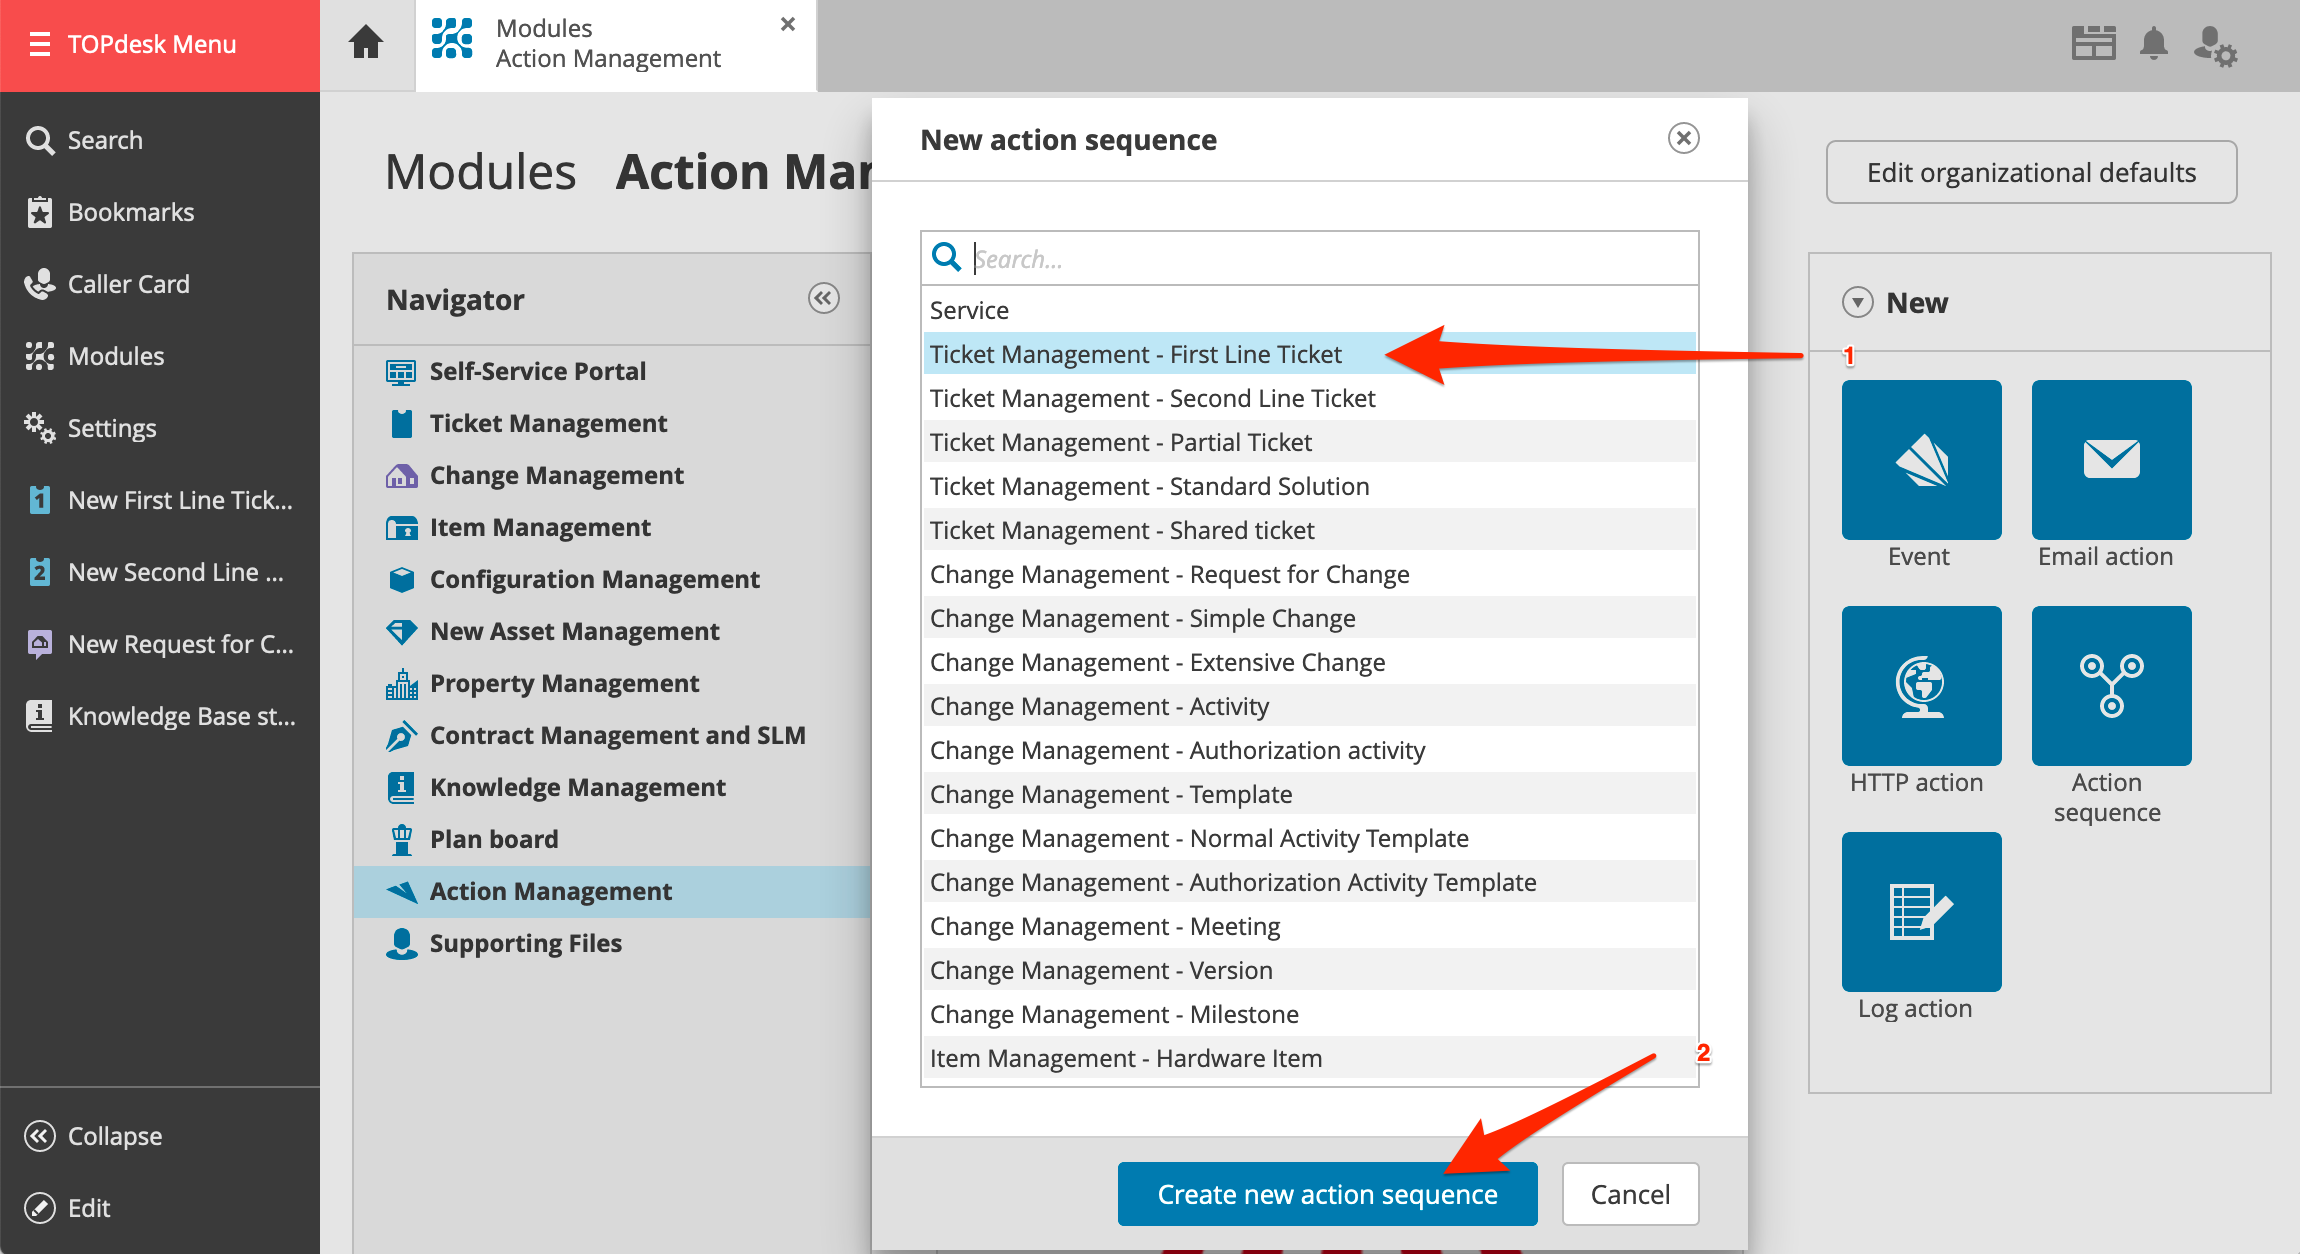 TOPdesk Menu
Modules
Action Management
Search
Bookmarks
Caller Card
Modules
Settings
1
New First Line Tick...
2
New Second Line ...
New Request for C...
Knowledge Base st...
Collapse
Edit
Modules Action Mar
Edit organizational defaults
Navigator
Self-Service Portal
Ticket Management
Change Management
Item Management
Configuration Management
New Asset Management
Property Management
Contract Management and SLM
Knowledge Management
Plan board
Action Management
Supporting Files
New action sequence
Search...
Service
Ticket Management - First Line Ticket
Ticket Management - Second Line Ticket
Ticket Management - Partial Ticket
Ticket Management - Standard Solution
Ticket Management - Shared ticket
Change Management - Request for Change
Change Management - Simple Change
Change Management - Extensive Change
Change Management - Activity
Change Management - Authorization activity
Change Management - Template
Change Management - Normal Activity Template
Change Management - Authorization Activity Template
Change Management - Meeting
Change Management - Version
Change Management - Milestone
Item Management - Hardware Item
Create new action sequence
Cancel
1
2
New
Event
Email action
HTTP action
Action
sequence
Log action